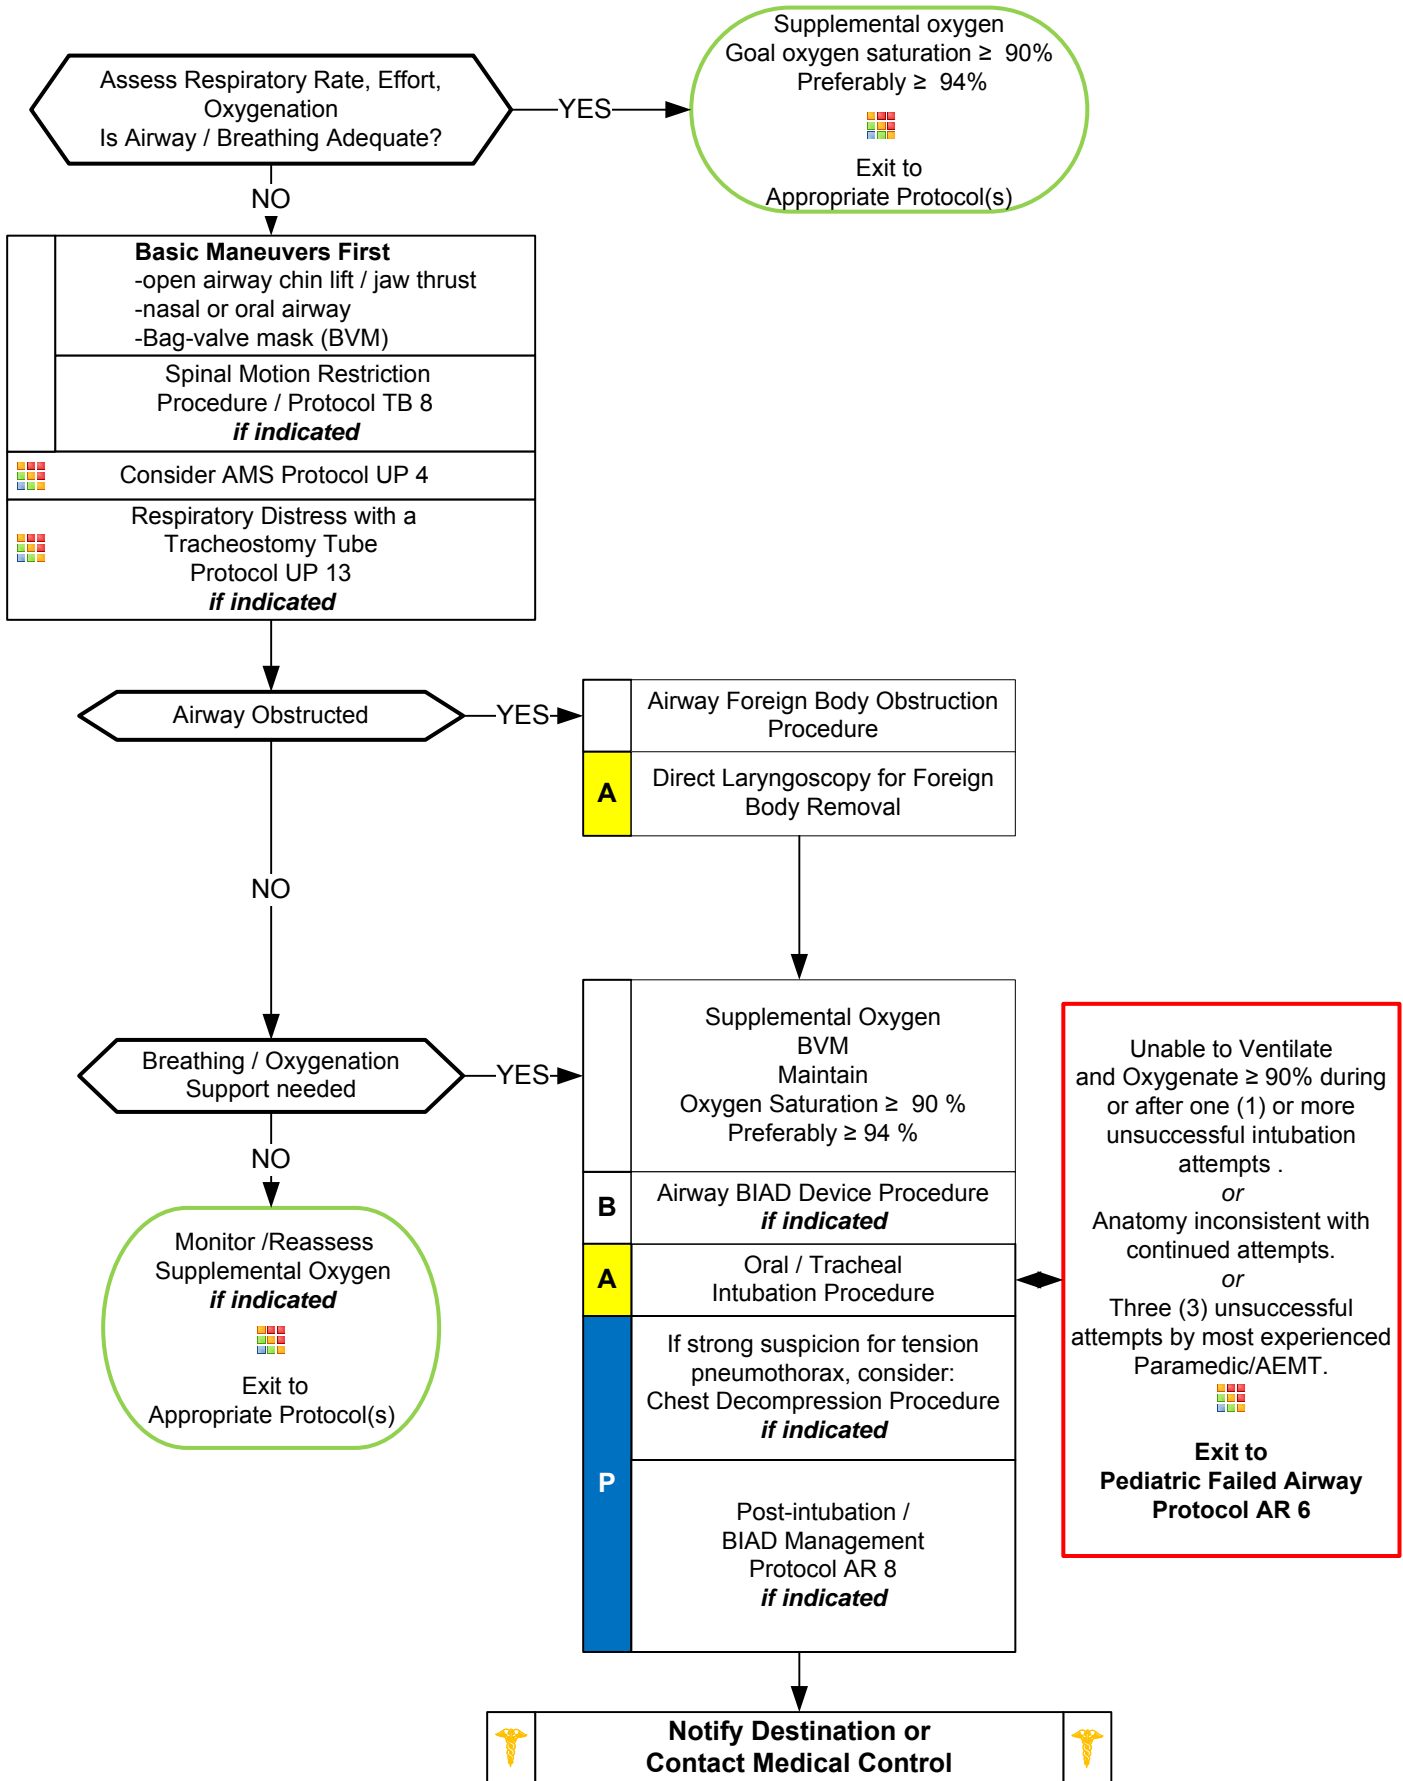 Assess Respiratory Rate, Effort,
Oxygenation
Is Airway / Breathing Adequate?
YES
Supplemental oxygen
Goal oxygen saturation ≥ 90%
Preferably ≥ 94%
Exit to
Appropriate Protocol(s)
NO
Basic Maneuvers First
-open airway chin lift / jaw thrust
-nasal or oral airway
-Bag-valve mask (BVM)
Spinal Motion Restriction
Procedure / Protocol TB 8
if indicated
Consider AMS Protocol UP 4
Respiratory Distress with a
Tracheostomy Tube
Protocol UP 13
if indicated
Airway Obstructed
YES
Airway Foreign Body Obstruction
Procedure
A
Direct Laryngoscopy for Foreign
Body Removal
NO
Breathing / Oxygenation
Support needed
YES
Supplemental Oxygen
BVM
Maintain
Oxygen Saturation ≥ 90 %
Preferably ≥ 94 %
B
Airway BIAD Device Procedure
if indicated
A
Oral / Tracheal
Intubation Procedure
P
If strong suspicion for tension
pneumothorax, consider:
Chest Decompression Procedure
if indicated
Post-intubation /
BIAD Management
Protocol AR 8
if indicated
Unable to Ventilate
and Oxygenate ≥ 90% during
or after one (1) or more
unsuccessful intubation
attempts .
or
Anatomy inconsistent with
continued attempts.
or
Three (3) unsuccessful
attempts by most experienced
Paramedic/AEMT.
Exit to
Pediatric Failed Airway
Protocol AR 6
NO
Monitor /Reassess
Supplemental Oxygen
if indicated
Exit to
Appropriate Protocol(s)
Notify Destination or
Contact Medical Control